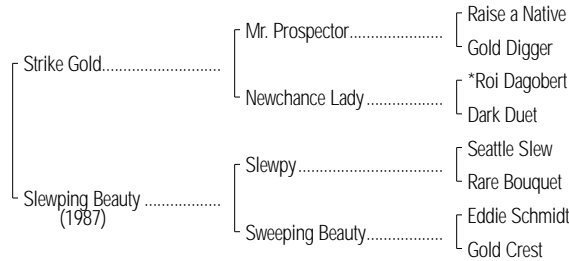 Raise a Native
Mr. Prospector.....................
Gold Digger
Strike Gold...........................
*Roi Dagobert
Newchance Lady.................
Dark Duet
Seattle Slew
Slewpy.................................
Rare Bouquet
Slewping Beauty .................
(1987)
Eddie Schmidt
Sweeping Beauty.................
Gold Crest